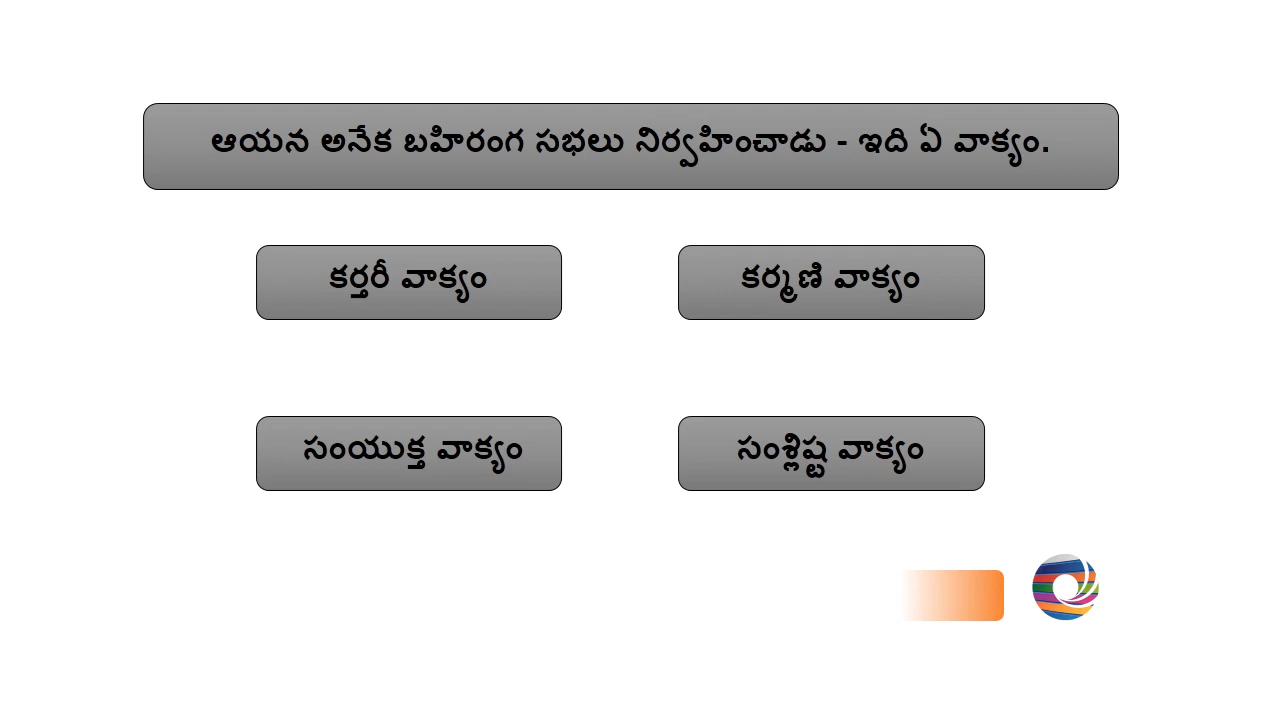 ఆయన అనేక బహిరంగ సభలు నిర్వహించాడు - ఇది ఏ వాక్యం.
కర్తరీ వాక్యం
కర్మణి వాక్యం
సంయుక్త వాక్యం
సంశ్లిష్ట వాక్యం